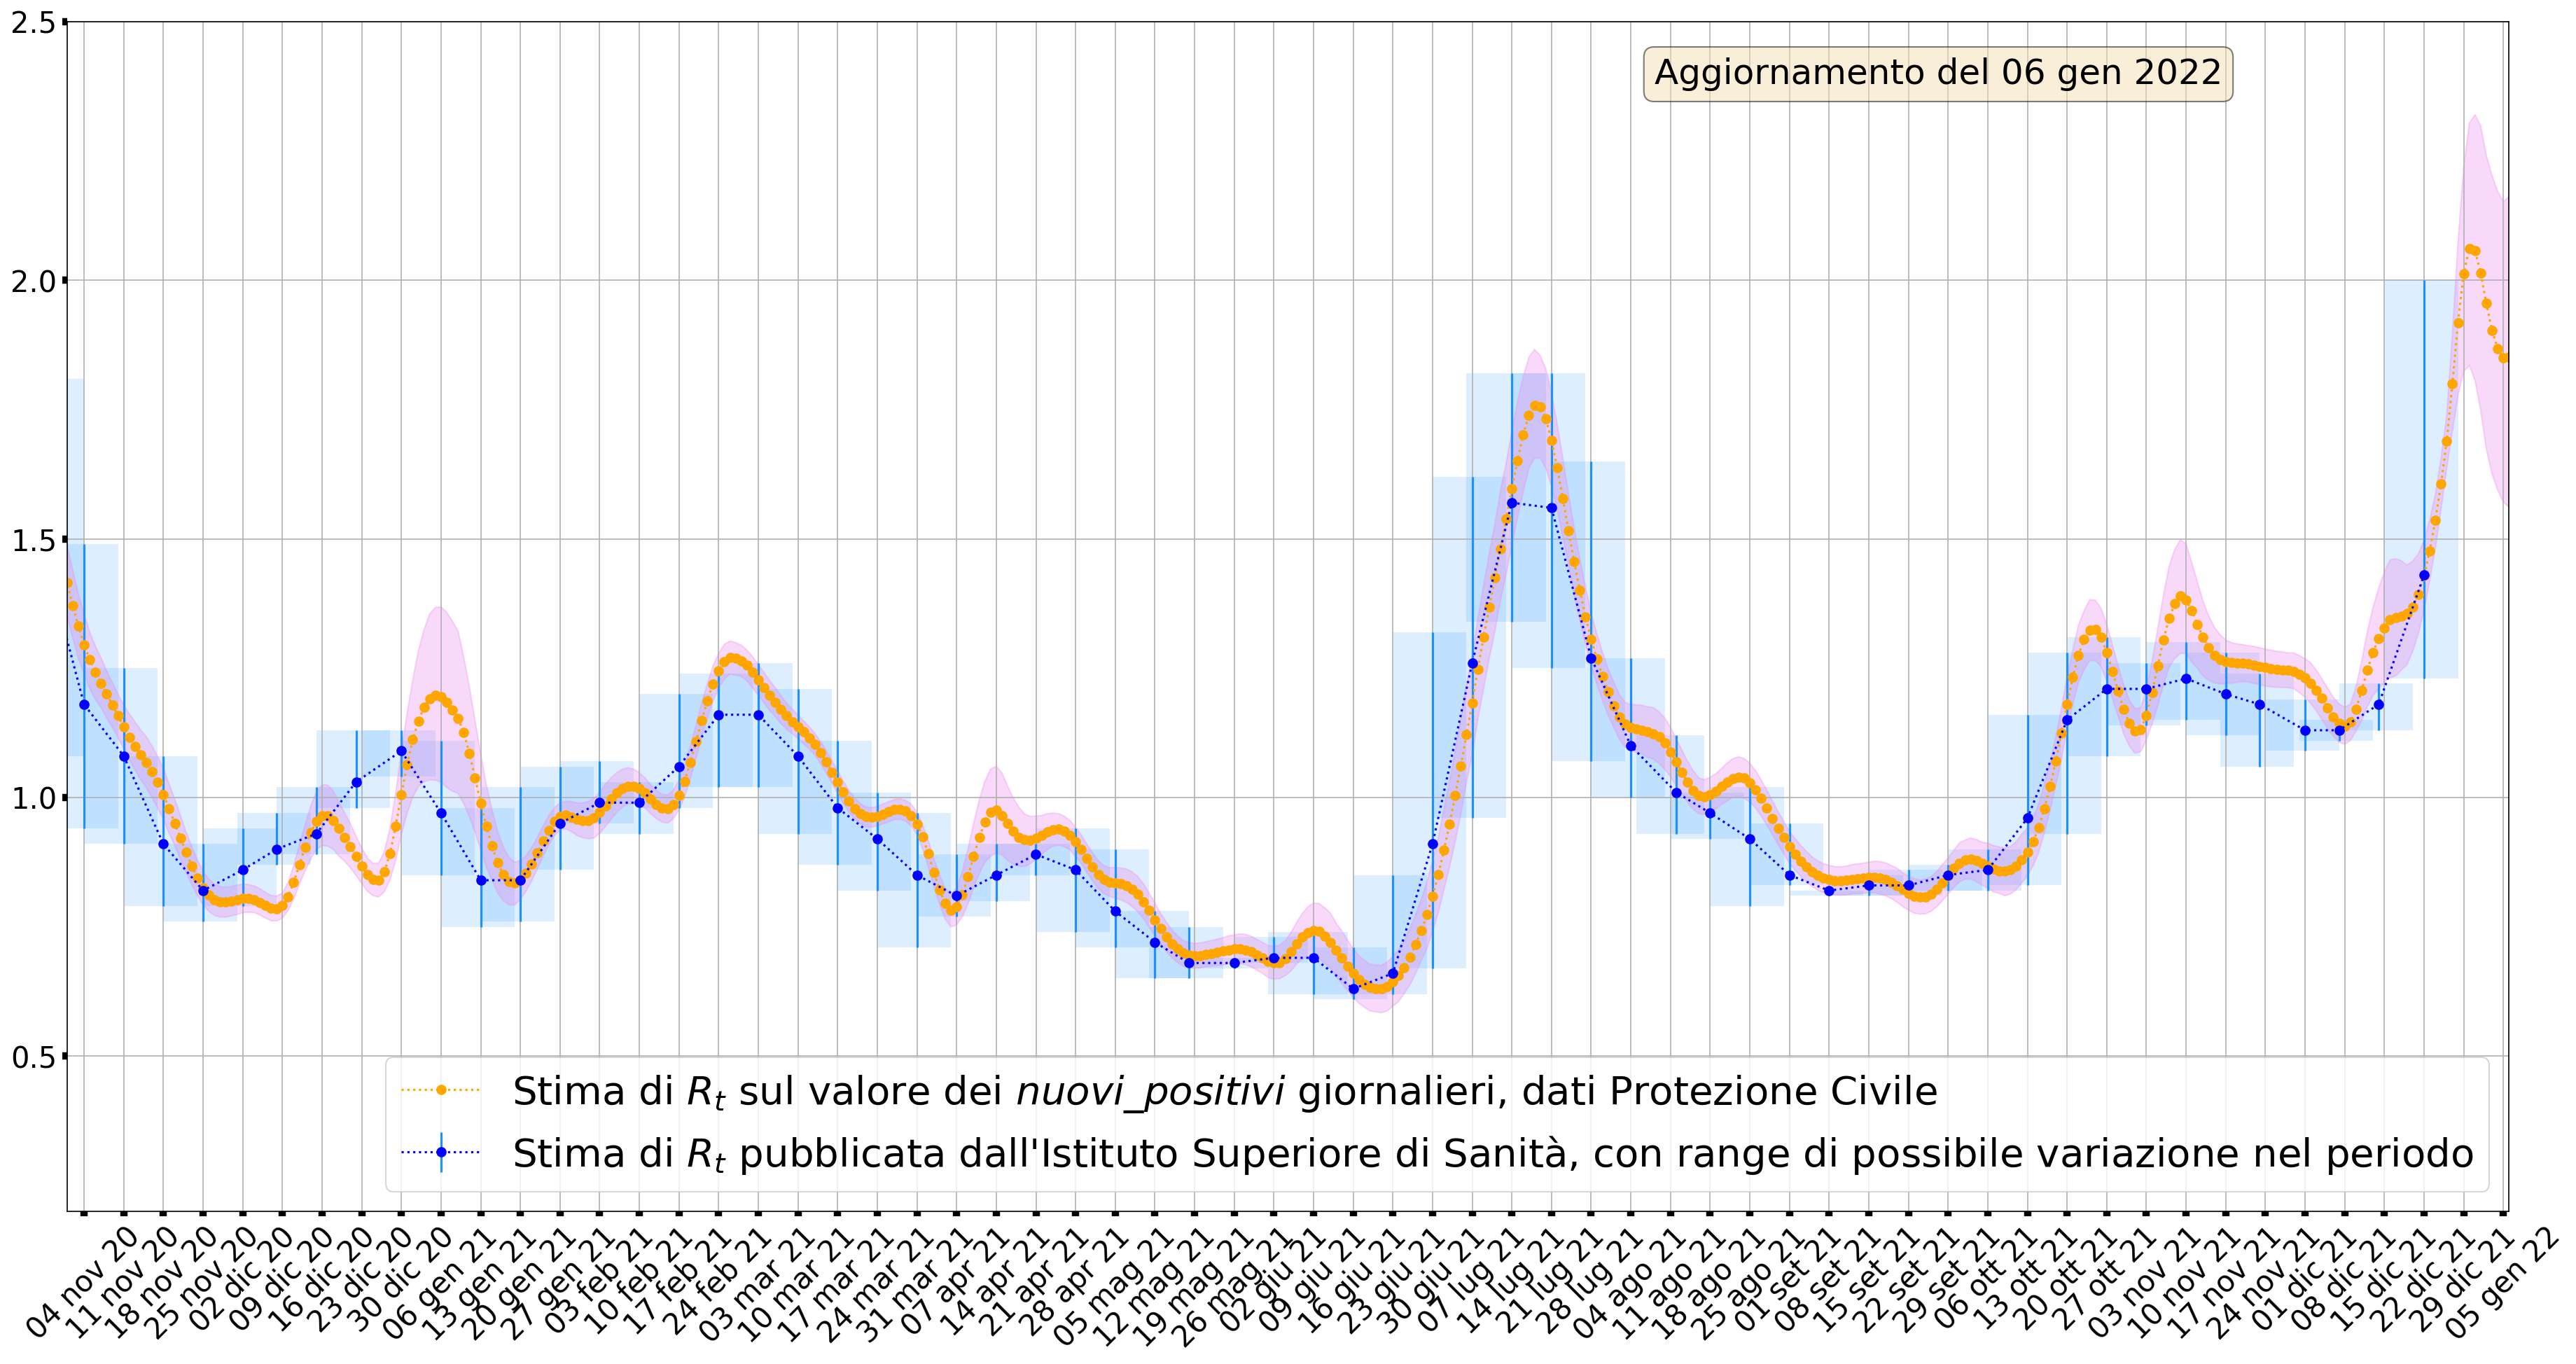 2.5
Aggiornamento del 06 gen 2022
2.0
1.5
1.0
0.5
Stima di Rt sul valore dei nuovi_positivi giornalieri, dati Protezione Civile
Stima di Rt pubblicata dall'Istituto Superiore di Sanità, con range di possibile variazione nel periodo
04 nov 20
11 nov 20
18 nov 20
25 nov 20
02 dic 20
09 dic 20
16 dic 20
23 dic 20
30 dic 20
06 gen 21
13 gen 21
20 gen 21
27 gen 21
03 feb 21
10 feb 21
17 feb 21
24 feb 21
03 mar 21
10 mar 21
17 mar 21
24 mar 21
31 mar 21
07 apr 21
14 apr 21
21 apr 21
28 apr 21
05 mag 21
12 mag 21
19 mag 21
26 mag 21
02 giu 21
09 giu 21
16 giu 21
23 giu 21
30 giu 21
07 lug 21
14 lug 21
21 lug 21
28 lug 21
04 ago 21
11 ago 21
18 ago 21
25 ago 21
01 set 21
08 set 21
15 set 21
22 set 21
29 set 21
06 ott 21
13 ott 21
20 ott 21
27 ott 21
03 nov 21
10 nov 21
17 nov 21
24 nov 21
01 dic 21
08 dic 21
15 dic 21
22 dic 21
29 dic 21
05 gen 22